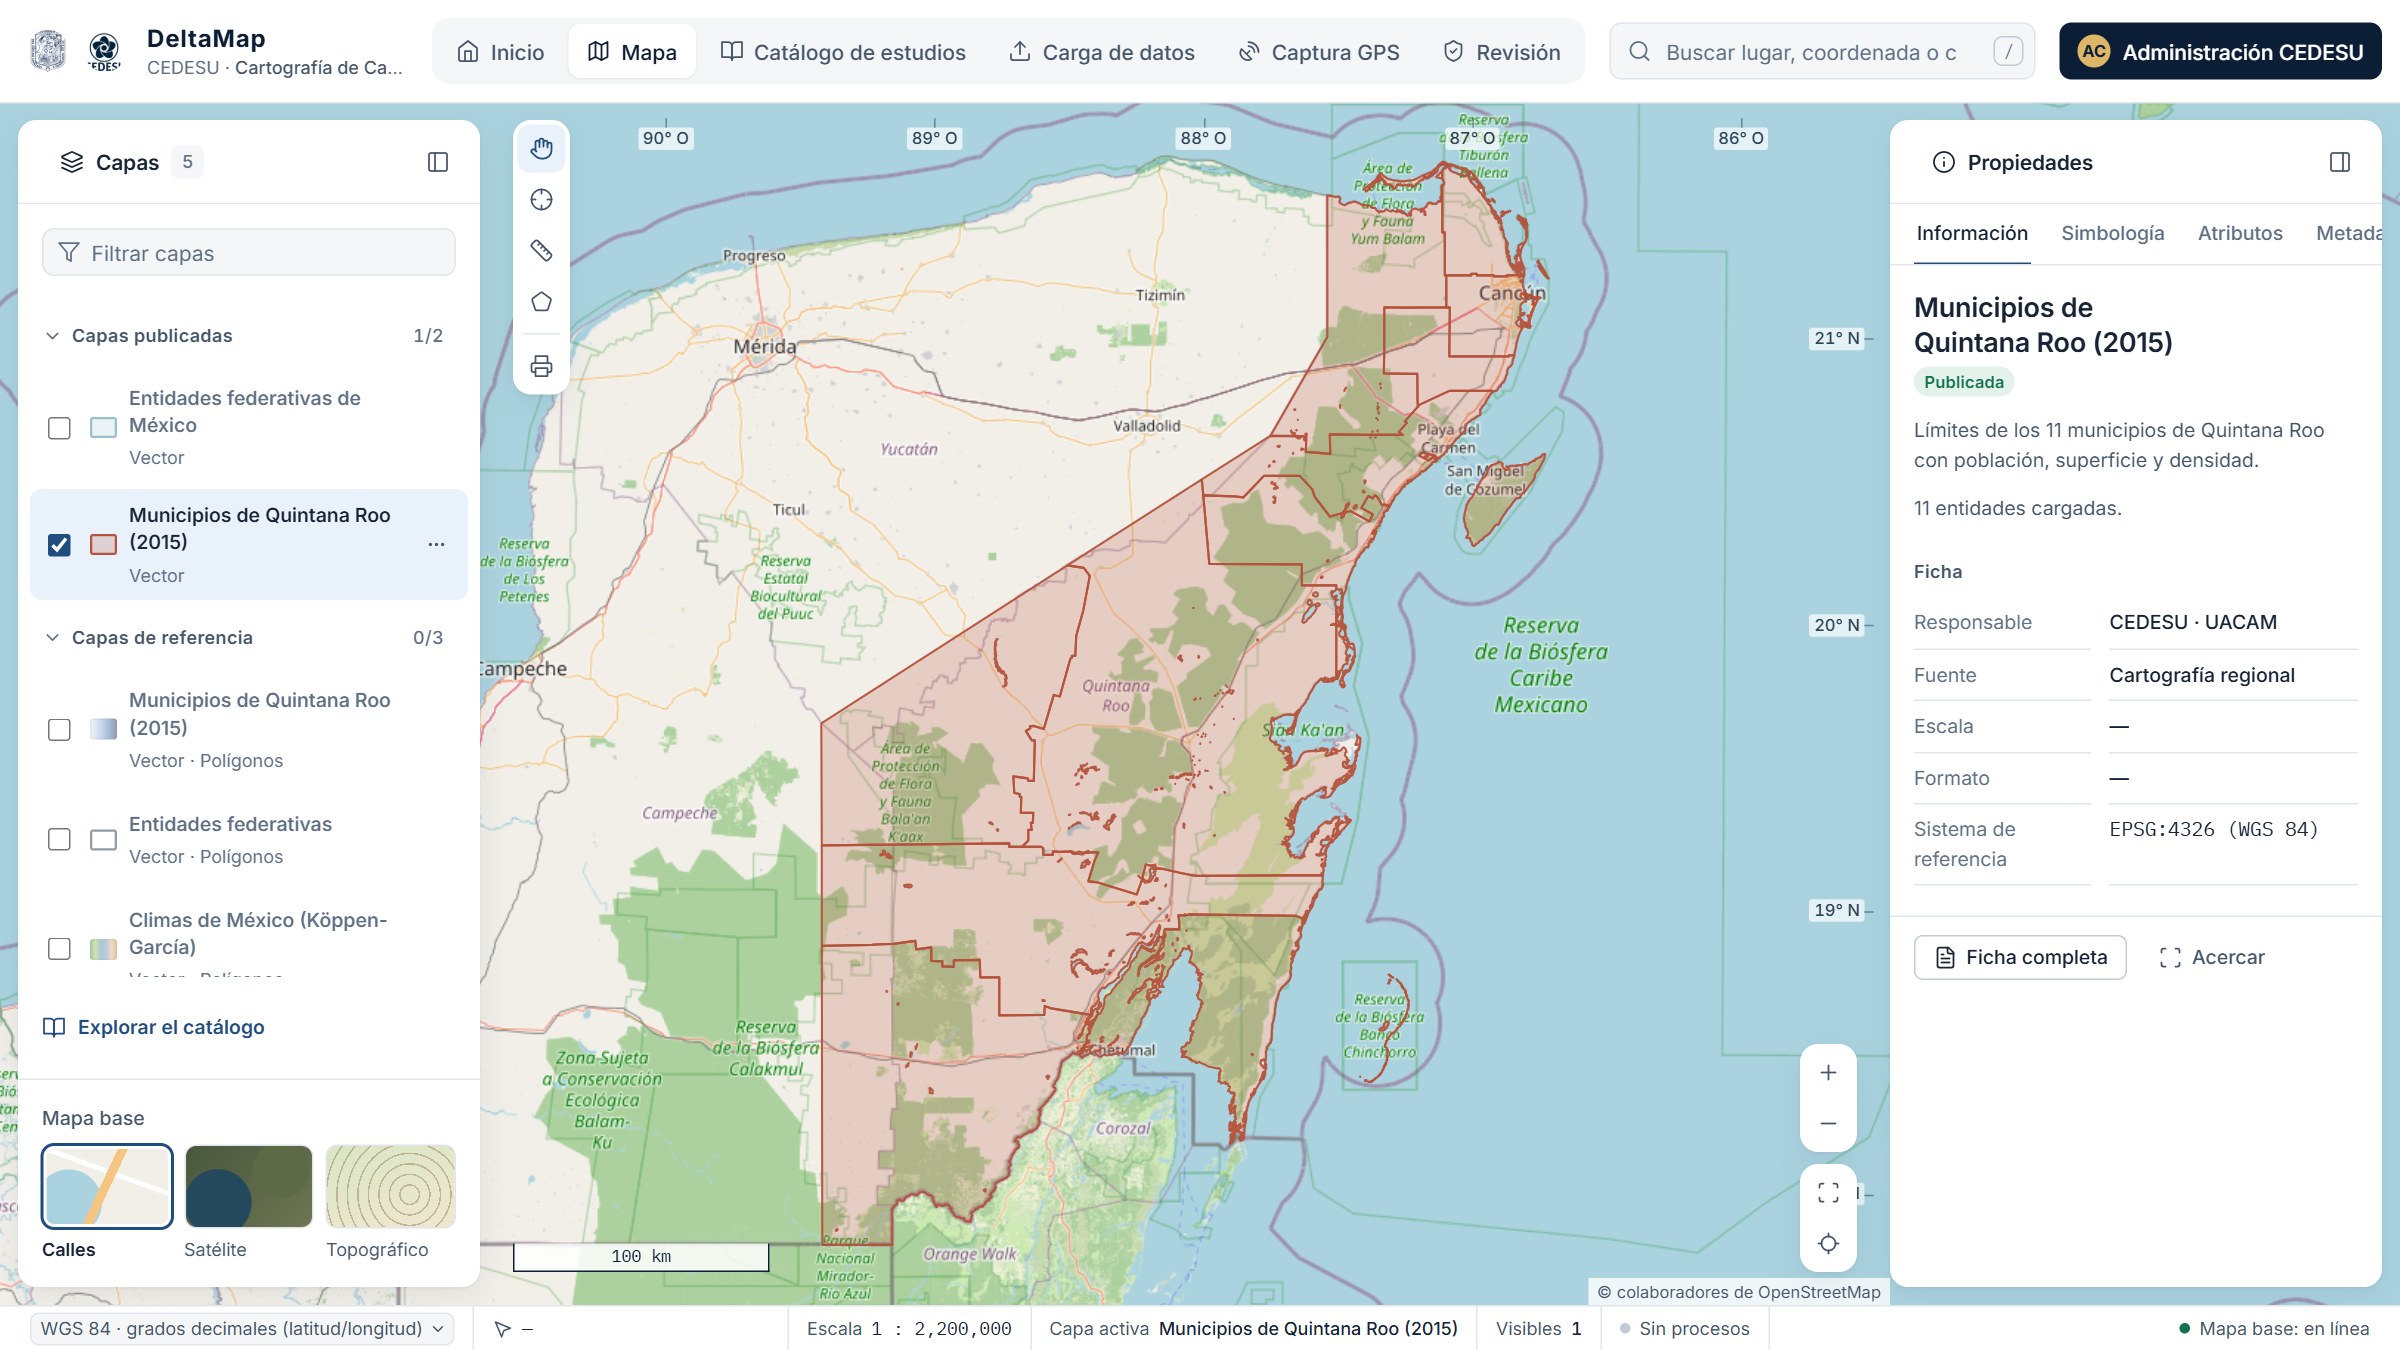 DeltaMap
CEDESU · Cartografía de Ca...
Inicio
Mapa
Catálogo de estudios
Carga de datos
Captura GPS
Revisión
Buscar lugar, coordenada o c
/
AC
Administración CEDESU
Capas 5
Filtrar capas
Capas publicadas 1/2
Entidades federativas de
México
Vector
Municipios de Quintana Roo
(2015)
Vector
Capas de referencia 0/3
Municipios de Quintana Roo
(2015)
Vector · Polígonos
Entidades federativas
Vector · Polígonos
Climas de México (Köppen-
García)
Explorar el catálogo
Mapa base
Calles
Satélite
Topográfico
90° O
89° O
88° O
87° O
86° O
21° N
20° N
19° N
Reserva
Tiburón
Área de
Protección
de Flora
y Fauna
Yum Balam
Progreso
Tizimín
Cancún
Mérida
Valladolid
Yucatán
Playa del
Carmen
San Miguel
de Cozumel
Ticul
Reserva
de la Biósfera
de Los
Petenes
Reserva
Estatal
Biocultural
del Puuc
Reserva
de la Biósfera
Caribe
Mexicano
ampeche
Quintana
Roo
Sian Ka'an
Área de
Protección
de Flora
y Fauna
Bala'an
K'aax
Campeche
Reserva
de la Biósfera
Calakmul
Zona Sujeta
a Conservación
Ecológica
Balam-
Ku
Reserva
de la Biósfera
Banco
Chinchorro
Chetumal
Corozal
Orange Walk
Parque
Nacional
Mirador-
Rio Azul
100 km
© colaboradores de OpenStreetMap
Propiedades
Información
Simbología
Atributos
Metada
Municipios de
Quintana Roo (2015)
Publicada
Límites de los 11 municipios de Quintana Roo
con población, superficie y densidad.
11 entidades cargadas.
Ficha
Responsable CEDESU · UACAM
Fuente Cartografía regional
Escala —
Formato —
Sistema de
referencia
EPSG:4326 (WGS 84)
Ficha completa
Acercar
WGS 84 · grados decimales (latitud/longitud)
—
Escala 1 : 2,200,000
Capa activa Municipios de Quintana Roo (2015)
Visibles 1
Sin procesos
Mapa base: en línea